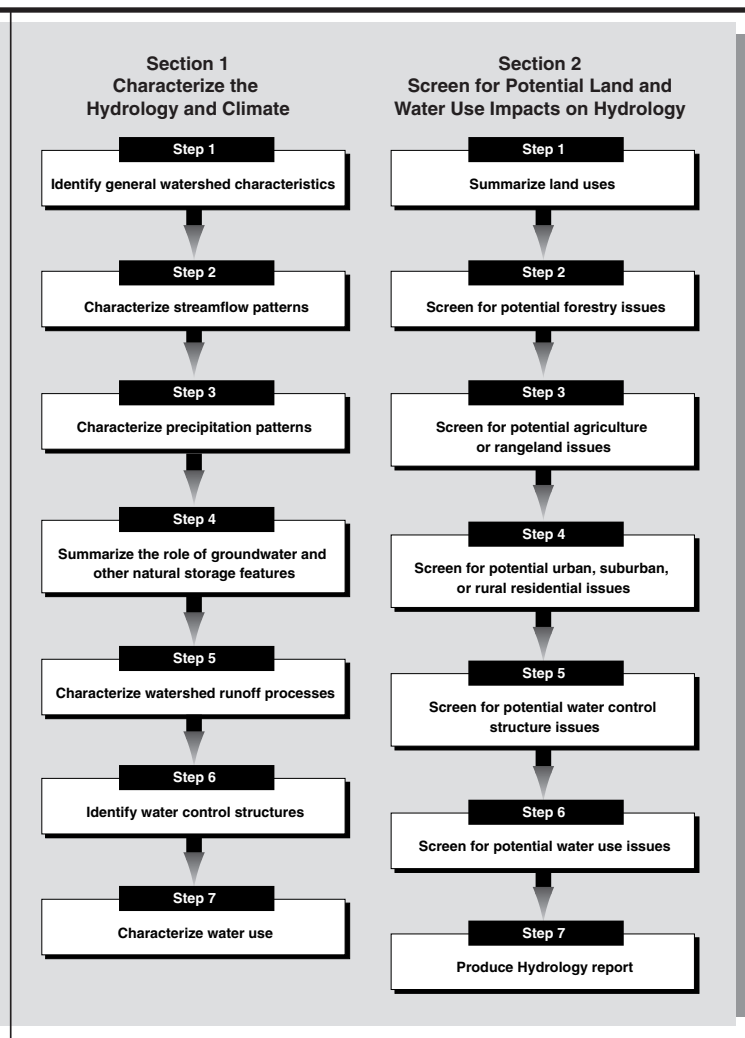 Section 1
Characterize the
Hydrology and Climate
Step 1
Identify general watershed characteristics
Step 2
Characterize streamflow patterns
Step 3
Characterize precipitation patterns
Step 4
Summarize the role of groundwater and
other natural storage features
Step 5
Characterize watershed runoff processes
Step 6
Identify water control structures
Step 7
Characterize water use
Section 2
Screen for Potential Land and
Water Use Impacts on Hydrology
Step 1
Summarize land uses
Step 2
Screen for potential forestry issues
Step 3
Screen for potential agriculture
or rangeland issues
Step 4
Screen for potential urban, suburban,
or rural residential issues
Step 5
Screen for potential water control
structure issues
Step 6
Screen for potential water use issues
Step 7
Produce Hydrology report